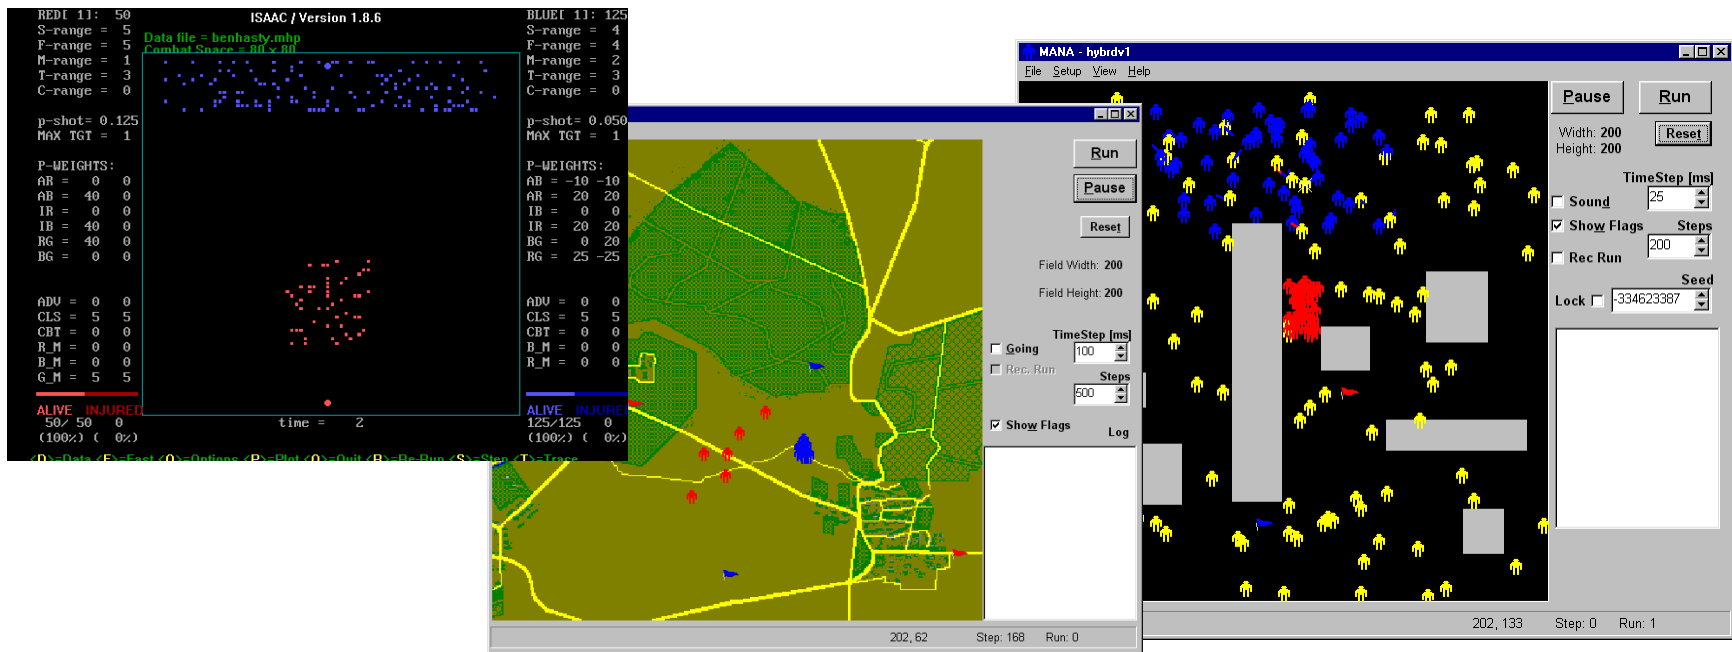 RED[ 1]: 50
S-range = 5
F-range = 5
M-range = 1
T-range = 3
C-range = 0
p-shot= 0.125
MAX TGT = 1
P-WEIGHTS:
AR = 0 0
AB = 40 0
IR = 0 0
IB = 40 0
RG = 40 0
BG = 0 0
ADV = 0 0
CLS = 5 5
CBT = 0 0
R_M = 0 0
B_M = 0 0
G_M = 5 5
ALIVE INJURED
50/ 50 0
(100%) ( 0%)
ISAAC / Version 1.8.6
Data file = benhasty.mhp
Combat Space = 80 x 80
time = 2
BLUE[ 1]: 125
S-range = 4
F-range = 4
M-range = 2
T-range = 3
C-range = 0
p-shot= 0.050
MAX TGT = 1
P-WEIGHTS:
AB = -10 -10
AR = 20 20
IB = 0 0
IR = 20 20
BG = 0 20
RG = 25 -25
ADV = 0 0
CLS = 5 5
CBT = 0 0
B_M = 0 0
R_M = 0 0
ALIVE INJURE
125/125 0
(100%) ( 0%)
<D>=Data <F>=Fast <O>=Options <P>=Plot <Q>=Quit <R>=Re-Run <S>=Step <T>=Trace
Run
Pause
Reset
Field Width: 200
Field Height: 200
TimeStep [ms]
Going
100
Rec. Run
Steps
500
Show Flags
Log
202, 62 Step: 168 Run: 0
MANA - hybrdv1
File Setup View Help
Pause Run
Width: 200
Height: 200
Reset
TimeStep [ms]
Sound 25
Show Flags Steps
200
Rec Run
Seed
Lock -334623387
202, 133 Step: 0 Run: 1